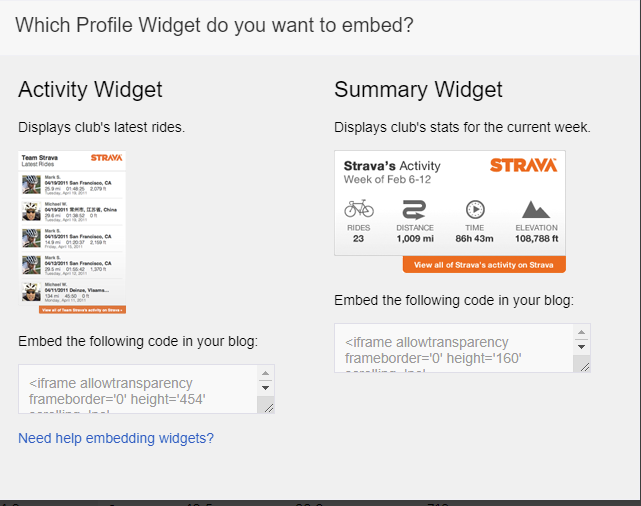 Which Profile Widget do you want to embed?
Activity Widget
Displays club's latest rides.
Team Strava
STRAVA
Latest Rides
Mark S.
04/19/2011 San Francisco, CA
25.9 mi 01:48:25 2,079 ft
Tuesday, April 19, 2011
Michael W.
04/16/2011 常州市, 江苏省, China
29.6 mi 01:38:52 0 ft
Mark S.
04/15/2011 San Francisco, CA
14.9 mi 01:20:37 2,159 ft
Friday, April 15, 2011
Mark S.
04/12/2011 San Francisco, CA
29.5 mi 01:55:42 1,370 ft
Tuesday, April 12, 2011
Michael W.
04/11/2011 Deinze, Vlaams...
134 mi 45:50 0 ft
Monday, April 11, 2011
View all of Team Strava's activity on Strava
Embed the following code in your blog:
<iframe allowtransparency
frameborder='0' height='454'
Need help embedding widgets?
Summary Widget
Displays club's stats for the current week.
Strava's Activity
STRAVA
Week of Feb 6-12
RIDES DISTANCE TIME ELEVATION
23 1,009 mi 86h 43m 108,788 ft
View all of Strava's activity on Strava
Embed the following code in your blog:
<iframe allowtransparency
frameborder='0' height='160'